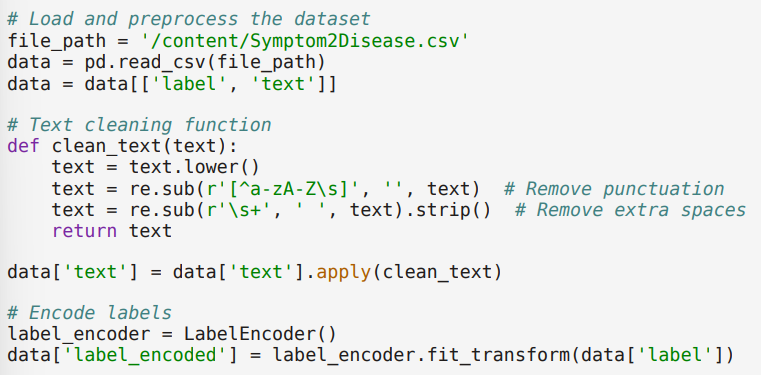 # Load and preprocess the dataset
file_path = '/content/Symptom2Disease.csv'
data = pd.read_csv(file_path)
data = data[['label', 'text']]

# Text cleaning function
def clean_text(text):
    text = text.lower()
    text = re.sub(r'[^a-zA-Z\s]', '', text)  # Remove punctuation
    text = re.sub(r'\s+', ' ', text).strip()  # Remove extra spaces
    return text

data['text'] = data['text'].apply(clean_text)

# Encode labels
label_encoder = LabelEncoder()
data['label_encoded'] = label_encoder.fit_transform(data['label'])